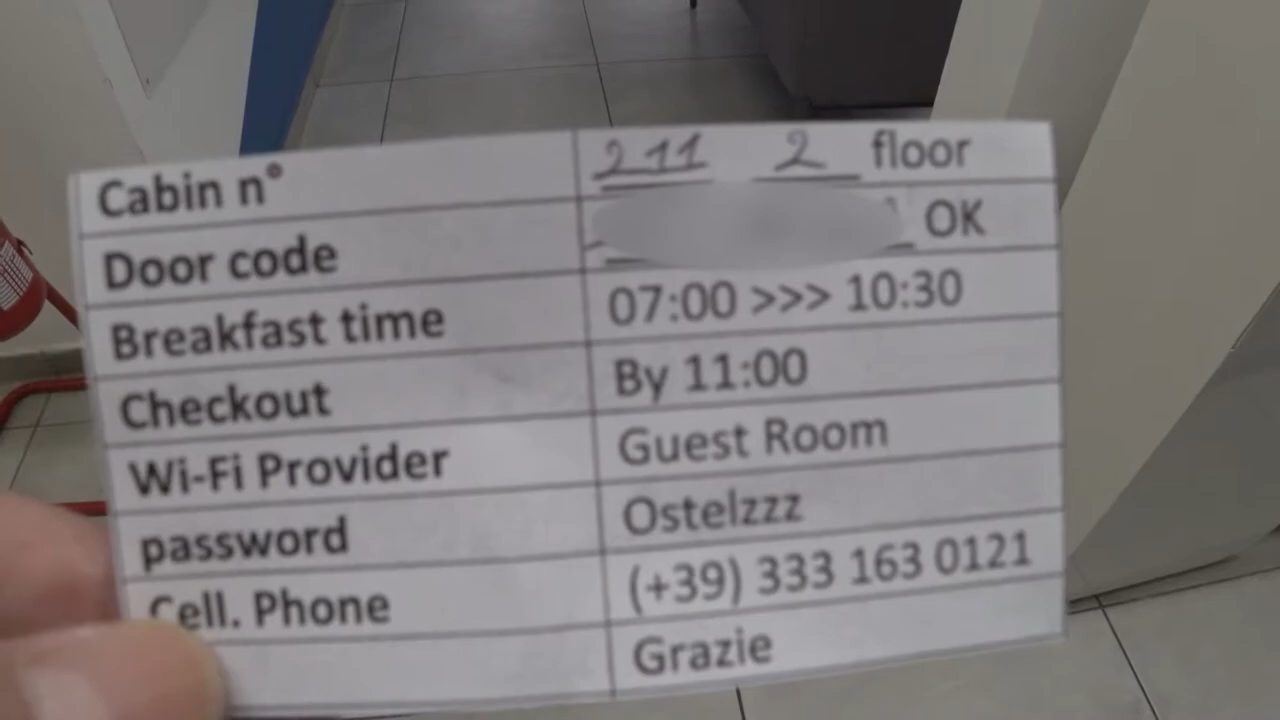 Cabin n° 211 2 floor
Door code OK
Breakfast time 07:00 >>> 10:30
Checkout By 11:00
Wi-Fi Provider Guest Room
password Ostelzzz
Cell. Phone (+39) 333 163 0121
Grazie